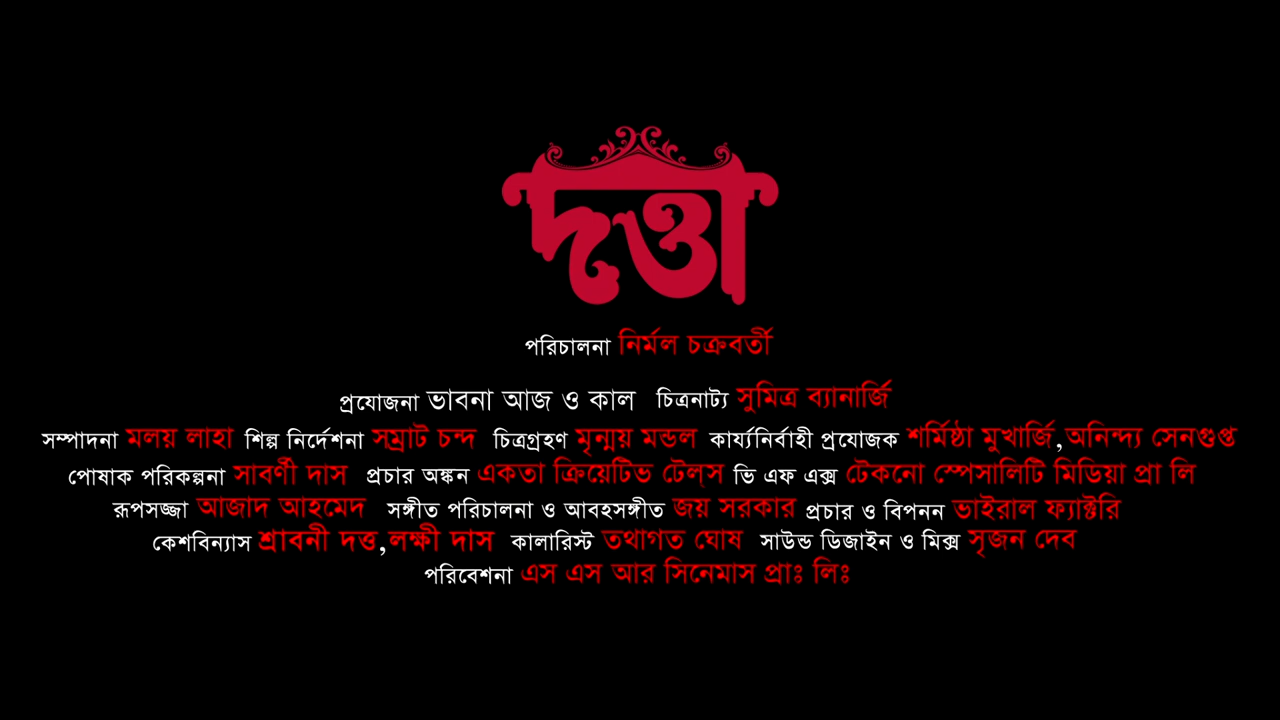 দত্তা
পরিচালনা নির্মল চক্রবর্তী
প্রযোজনা ভাবনা আজ ও কাল চিত্রনাট্য সুমিত্র ব্যানার্জি
সম্পাদনা মলয় লাহা শিল্প নির্দেশনা সম্রাট চন্দ চিত্রগ্রহণ মৃন্ময় মন্ডল কার্য্যনির্বাহী প্রযোজক শর্মিষ্ঠা মুখার্জি,অনিন্দ্য সেনগুপ্ত
পোষাক পরিকল্পনা সাবর্ণী দাস প্রচার অঙ্কন একতা ক্রিয়েটিভ টেল্‌স ভি এফ এক্স টেকনো স্পেসালিটি মিডিয়া প্রা লি
রূপসজ্জা আজাদ আহমেদ সঙ্গীত পরিচালনা ও আবহসঙ্গীত জয় সরকার প্রচার ও বিপনন ভাইরাল ফ্যাক্টরি
কেশবিন্যাস শ্রাবনী দত্ত,লক্ষী দাস কালারিস্ট তথাগত ঘোষ সাউন্ড ডিজাইন ও মিক্স সৃজন দেব
পরিবেশনা এস এস আর সিনেমাস প্রাঃ লিঃ